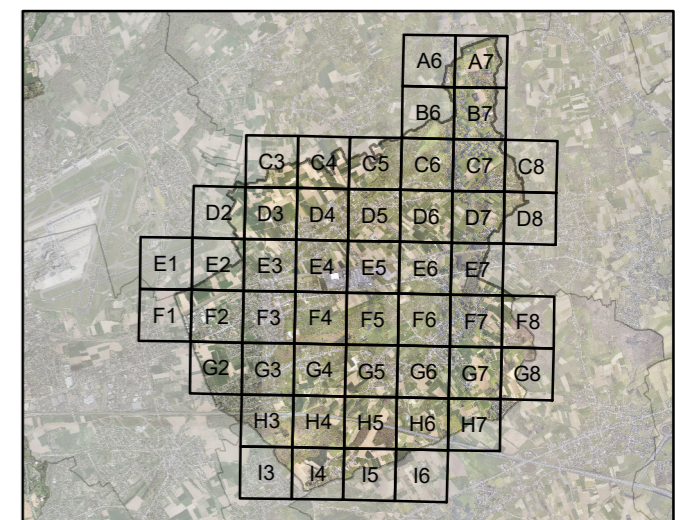 A6 A7
B6 B7
C3 C4 C5 C6 C7 C8
D2 D3 D4 D5 D6 D7 D8
E1 E2 E3 E4 E5 E6 E7
F1 F2 F3 F4 F5 F6 F7 F8
G2 G3 G4 G5 G6 G7 G8
H3 H4 H5 H6 H7
I3 I4 I5 I6